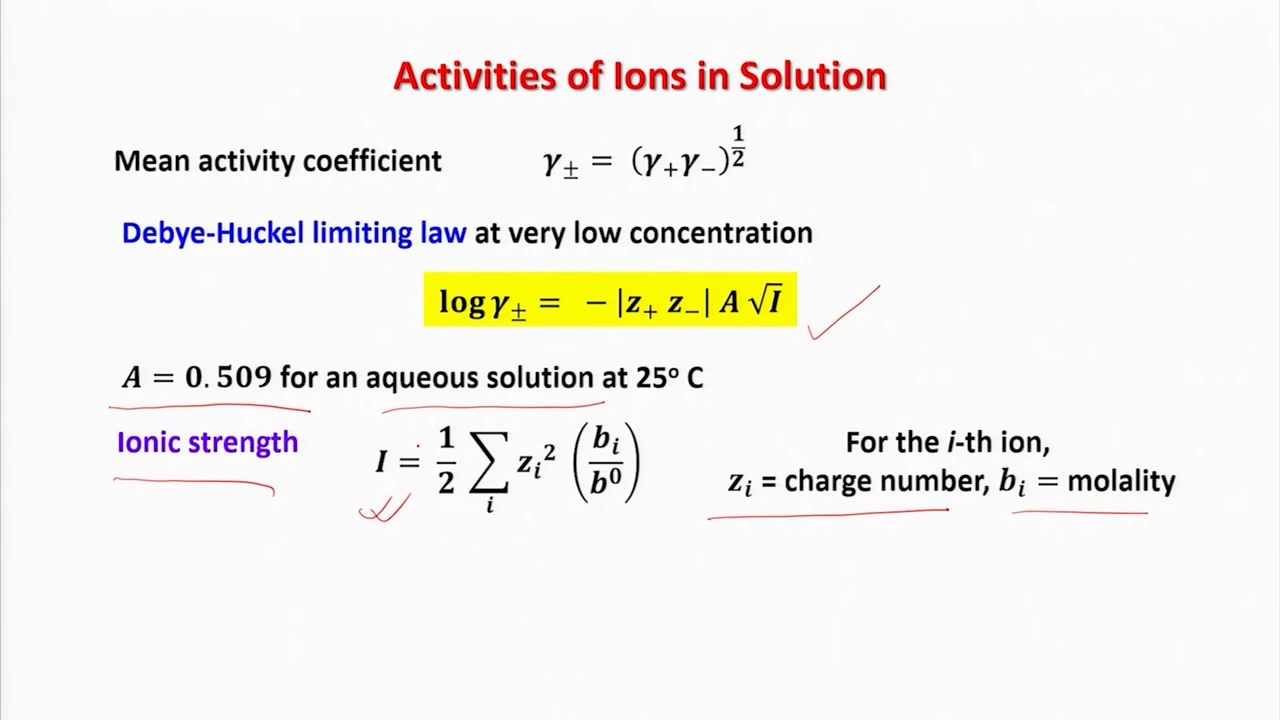 Activities of Ions in Solution
Mean activity coefficient γ± = (γ₊γ₋)^(1/2)
Debye-Huckel limiting law at very low concentration
log γ± = − |z₊ z₋| A √I
A = 0.509 for an aqueous solution at 25° C
Ionic strength I = 1/2 ∑ᵢ zᵢ² (bᵢ/b⁰)
For the i-th ion,
zᵢ = charge number, bᵢ = molality